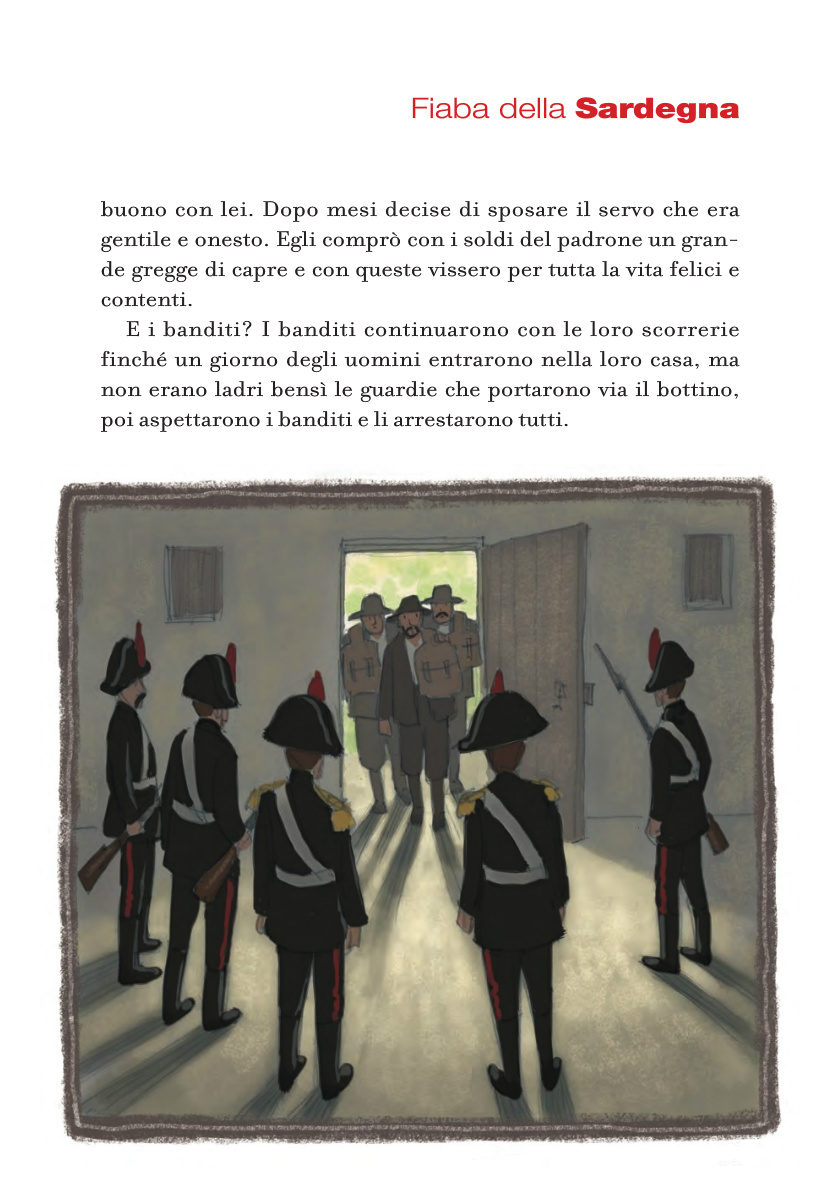 Fiaba della Sardegna
buono con lei. Dopo mesi decise di sposare il servo che era
gentile e onesto. Egli comprò con i soldi del padrone un gran-
de gregge di capre e con queste vissero per tutta la vita felici e
contenti.
E i banditi? I banditi continuarono con le loro scorrerie
finché un giorno degli uomini entrarono nella loro casa, ma
non erano ladri bensì le guardie che portarono via il bottino,
poi aspettarono i banditi e li arrestarono tutti.